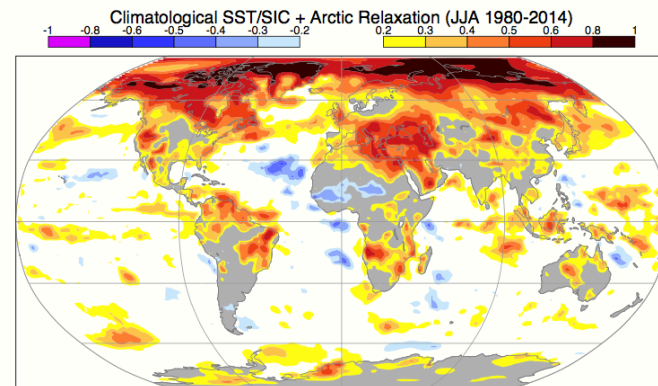 Climatological SST/SIC + Arctic Relaxation (JJA 1980-2014)
-1 -0.8 -0.6 -0.5 -0.4 -0.3 -0.2 0.2 0.3 0.4 0.5 0.6 0.8 1